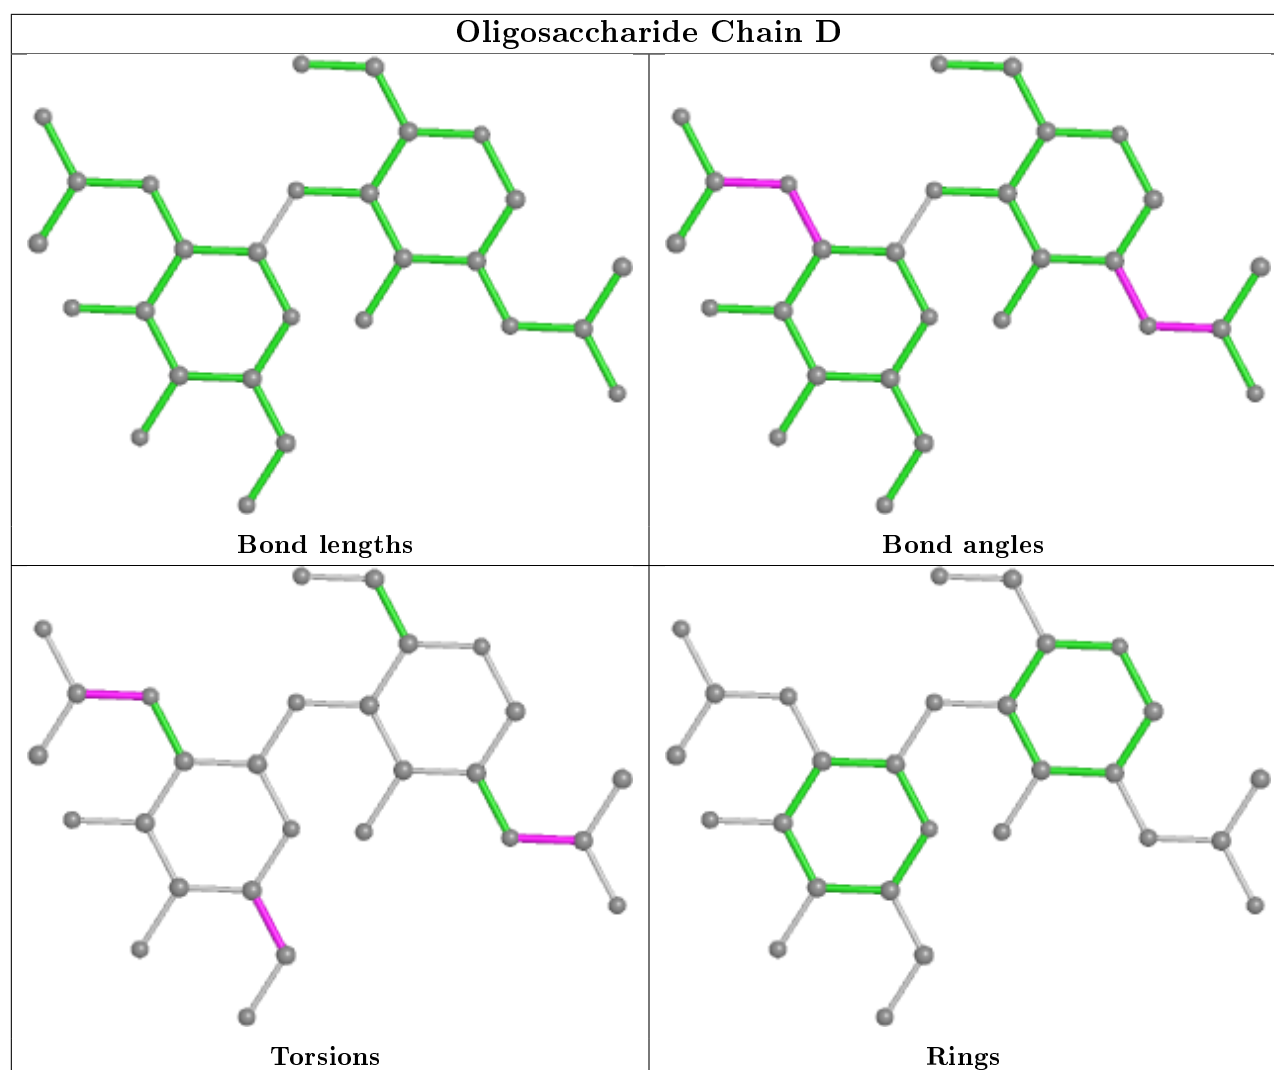 Oligosaccharide Chain D
Bond lengths
Bond angles
Torsions
Rings